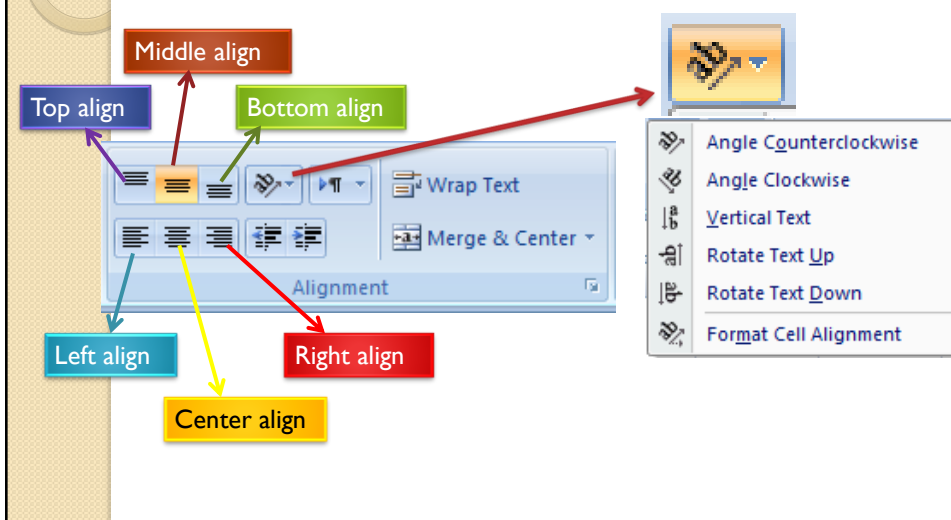 Middle align
Top align
Bottom align
Wrap Text
Merge & Center
Alignment
Left align
Right align
Center align
Angle Counterclockwise
Angle Clockwise
Vertical Text
Rotate Text Up
Rotate Text Down
Format Cell Alignment